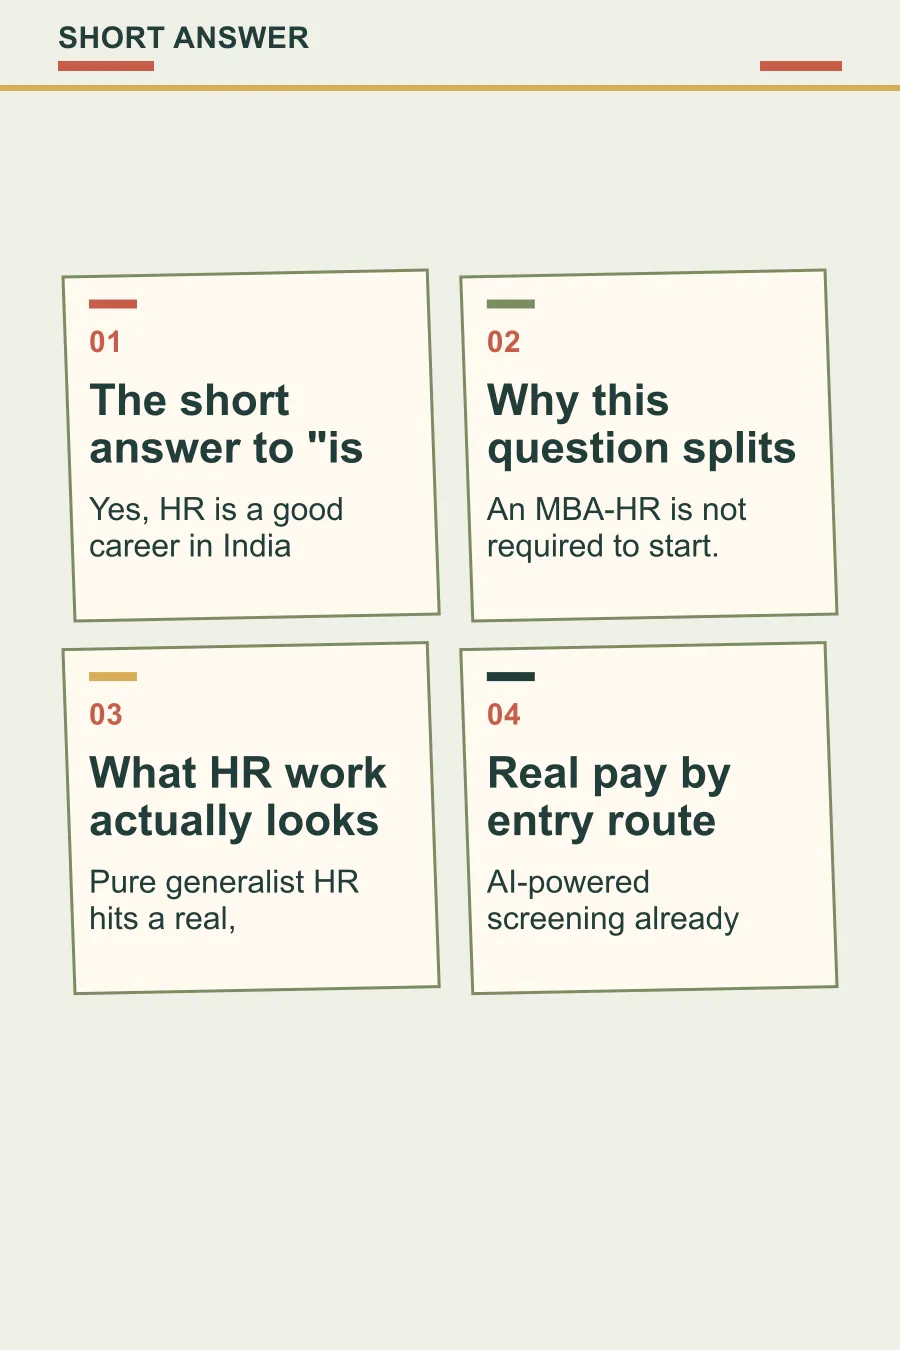 SHORT ANSWER
01
The short
answer to "is
Yes, HR is a good
career in India
02
Why this
question splits
An MBA-HR is not
required to start.
03
What HR work
actually looks
Pure generalist HR
hits a real,
04
Real pay by
entry route
AI-powered
screening already